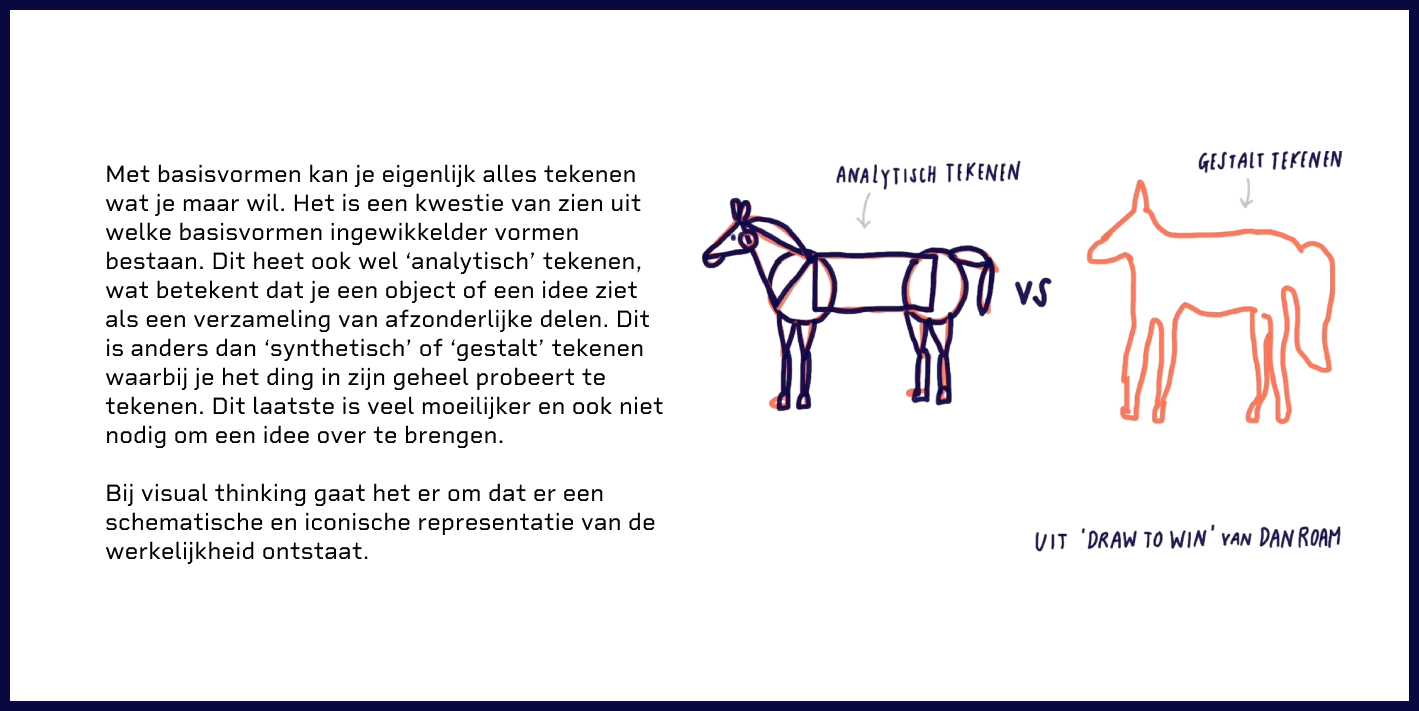 Met basisvormen kan je eigenlijk alles tekenen
wat je maar wil. Het is een kwestie van zien uit
welke basisvormen ingewikkelder vormen
bestaan. Dit heet ook wel ‘analytisch’ tekenen,
wat betekent dat je een object of een idee ziet
als een verzameling van afzonderlijke delen. Dit
is anders dan ‘synthetisch’ of ‘gestalt’ tekenen
waarbij je het ding in zijn geheel probeert te
tekenen. Dit laatste is veel moeilijker en ook niet
nodig om een idee over te brengen.
Bij visual thinking gaat het er om dat er een
schematische en iconische representatie van de
werkelijkheid ontstaat.
ANALYTISCH TEKENEN
VS
GESTALT TEKENEN
UIT 'DRAW TO WIN' VAN DAN ROAM